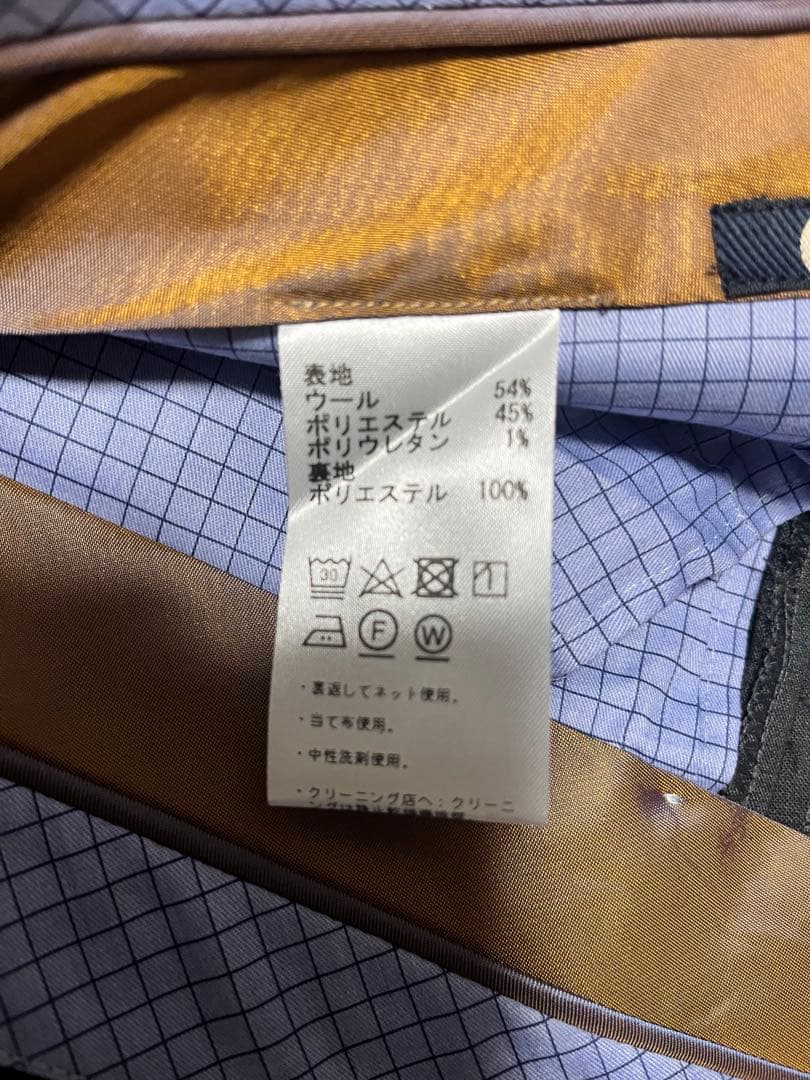 表地
ウール 54%
ポリエステル 45%
ポリウレタン 1%
裏地
ポリエステル 100%
30
F W
・裏返してネット使用。
・当て布使用。
・中性洗剤使用。
・クリーニング店へ:クリーニ